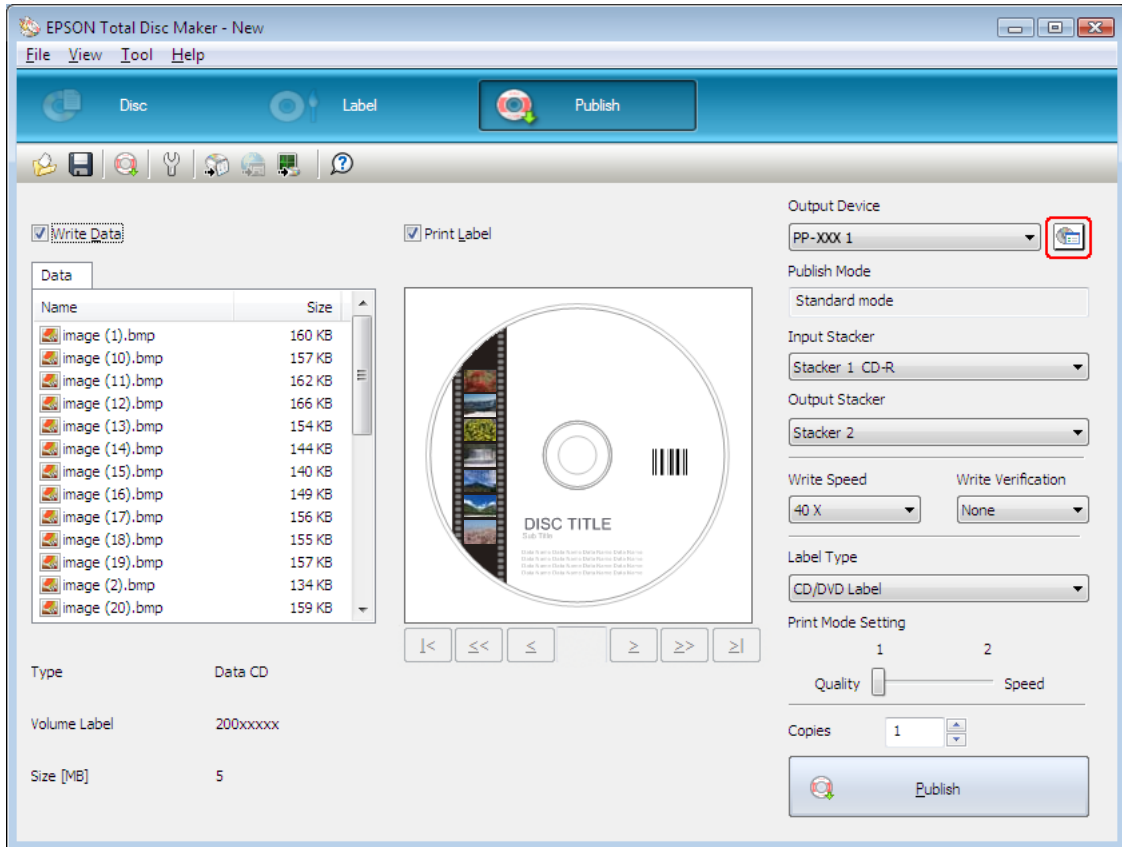 EPSON Total Disc Maker - New
File View Tool Help
Disc
Label
Publish
Write Data
Data
Name Size
image (1).bmp 160 KB
image (10).bmp 157 KB
image (11).bmp 162 KB
image (12).bmp 166 KB
image (13).bmp 154 KB
image (14).bmp 144 KB
image (15).bmp 140 KB
image (16).bmp 149 KB
image (17).bmp 156 KB
image (18).bmp 155 KB
image (19).bmp 157 KB
image (2).bmp 134 KB
image (20).bmp 159 KB
Type Data CD
Volume Label 200xxxxx
Size [MB] 5
Print Label
DISC TITLE
Sub Title
|< << < > >> >|
Output Device
PP-XXX 1
Publish Mode
Standard mode
Input Stacker
Stacker 1 CD-R
Output Stacker
Stacker 2
Write Speed Write Verification
40 X None
Label Type
CD/DVD Label
Print Mode Setting
1 2
Quality Speed
Copies 1
Publish